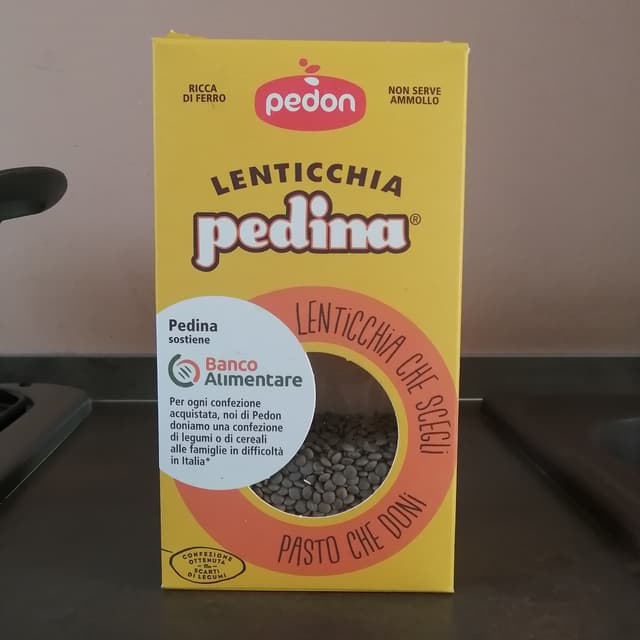 RICCA
DI FERRO
pedon
NON SERVE
AMMOLLO
LENTICCHIA
pedina®
LENTICCHIA CHE SCEGLI
PASTO CHE DONI
Pedina
sostiene
Banco
Alimentare
Per ogni confezione
acquistata, noi di Pedon
doniamo una confezione
di legumi o di cereali
alle famiglie in difficoltà
in Italia*
CONFEZIONE
OTTENUTA
DA
SCARTI
DI LEGUMI